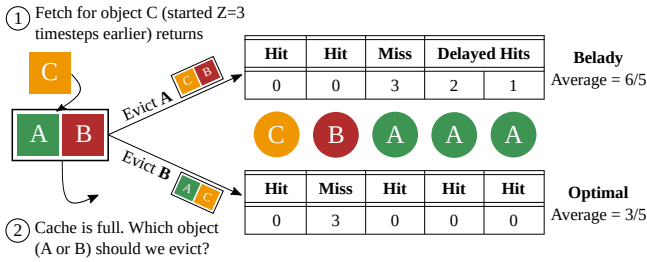 1 Fetch for object C (started Z=3
timesteps earlier) returns
C
A B
Evict A
C B
Evict B
A C
2 Cache is full. Which object
(A or B) should we evict?
Hit Hit Miss Delayed Hits
0 0 3 2 1
Belady
Average = 6/5
C B A A A
Hit Miss Hit Hit Hit
0 3 0 0 0
Optimal
Average = 3/5